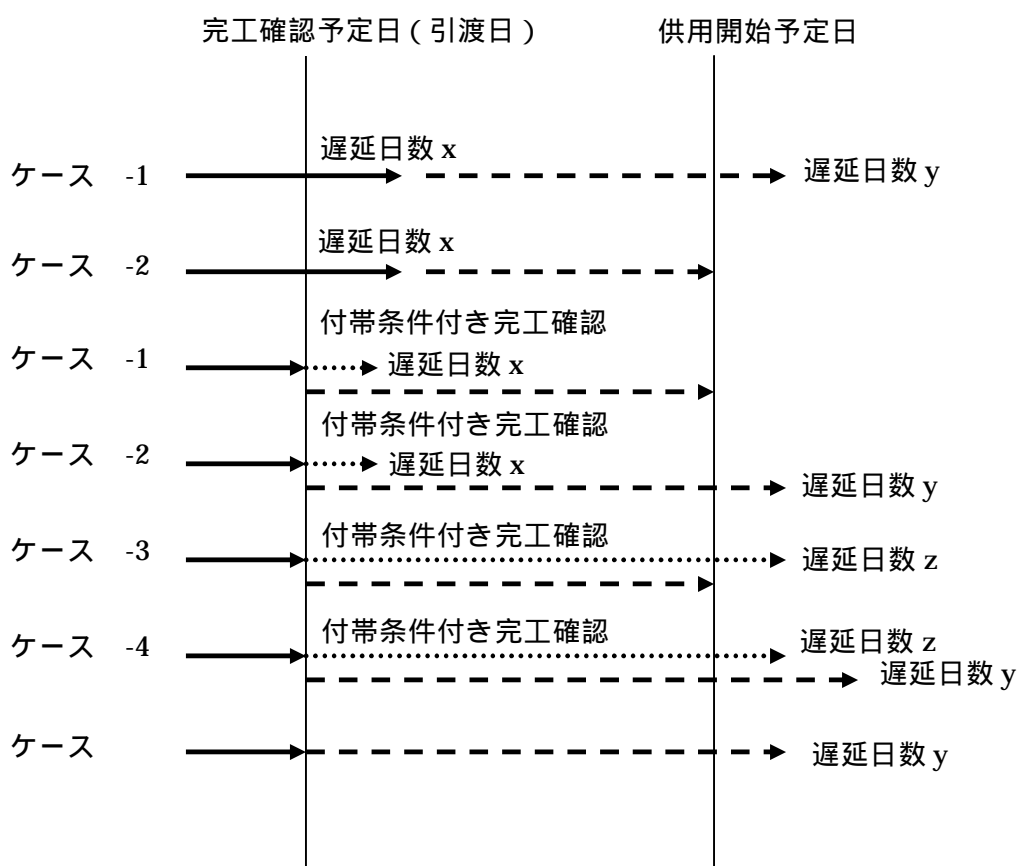 完工確認予定日（引渡日） 供用開始予定日
遅延日数 x
ケース -1 遅延日数 y
遅延日数 x
ケース -2
付帯条件付き完工確認
ケース -1 遅延日数 x
付帯条件付き完工確認
ケース -2 遅延日数 x
遅延日数 y
付帯条件付き完工確認
ケース -3 遅延日数 z
付帯条件付き完工確認
ケース -4 遅延日数 z
遅延日数 y
ケース 遅延日数 y